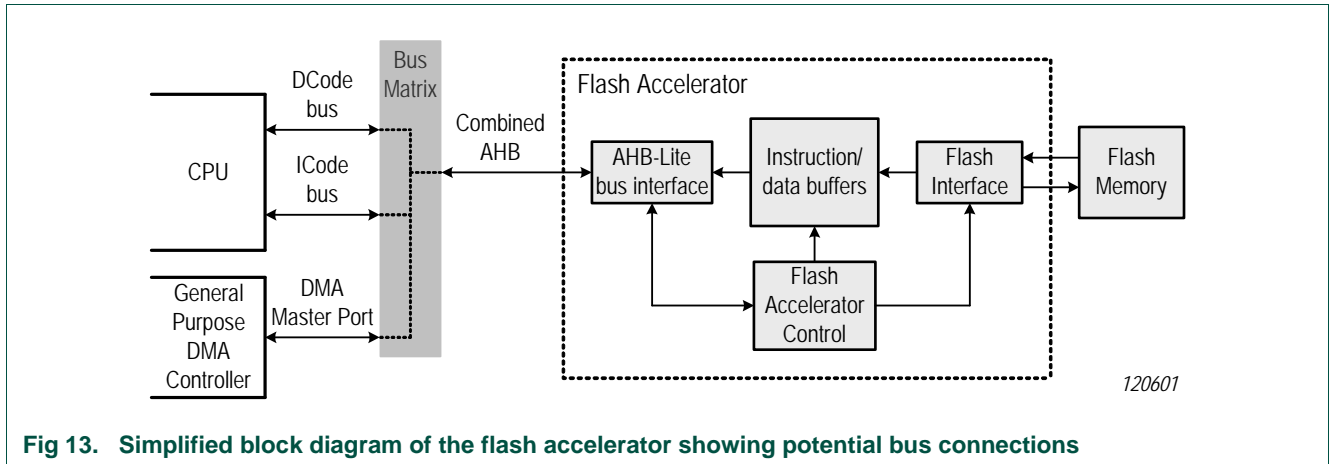 Bus
Matrix
DCode
bus
ICode
bus
CPU
General
Purpose
DMA
Controller
DMA
Master Port
Combined
AHB
Flash Accelerator
AHB-Lite
bus interface
Instruction/
data buffers
Flash
Interface
Flash
Memory
Flash
Accelerator
Control
120601
Fig 13. Simplified block diagram of the flash accelerator showing potential bus connections